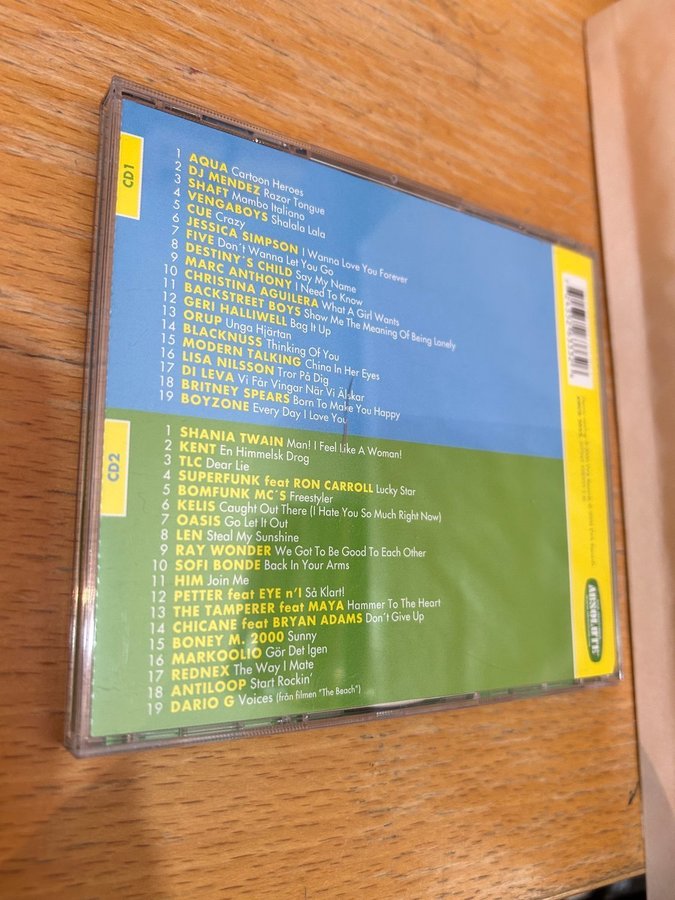 CD1
1 AQUA Cartoon Heroes
2 DJ MENDEZ Razor Tongue
3 SHAFT Mambo Italiano
4 VENGABOYS Shalala Lala
5 CUE Crazy
6 JESSICA SIMPSON I Wanna Love You Forever
7 FIVE Don´t Wanna Let You Go
8 DESTINY´S CHILD Say My Name
9 MARC ANTHONY I Need To Know
10 CHRISTINA AGUILERA What A Girl Wants
11 BACKSTREET BOYS Show Me The Meaning Of Being Lonely
12 GERI HALLIWELL Bag It Up
13 ORUP Unga Hjärtan
14 BLACKNUSS Thinking Of You
15 MODERN TALKING China In Her Eyes
16 LISA NILSSON Tror På Dig
17 DI LEVA Vi Får Vingar När Vi Älskar
18 BRITNEY SPEARS Born To Make You Happy
19 BOYZONE Every Day I Love You
CD2
1 SHANIA TWAIN Man! I Feel Like A Woman!
2 KENT En Himmelsk Drog
3 TLC Dear Lie
4 SUPERFUNK feat RON CARROLL Lucky Star
5 BOMFUNK MC´S Freestyler
6 KELIS Caught Out There (I Hate You So Much Right Now)
7 OASIS Go Let It Out
8 LEN Steal My Sunshine
9 RAY WONDER We Got To Be Good To Each Other
10 SOFI BONDE Back In Your Arms
11 HIM Join Me
12 PETTER feat EYE n'I Så Klart!
13 THE TAMPERER feat MAYA Hammer To The Heart
14 CHICANE feat BRYAN ADAMS Don´t Give Up
15 BONEY M. 2000 Sunny
16 MARKOOLIO Gör Det Igen
17 REDNEX The Way I Mate
18 ANTILOOP Start Rockin'
19 DARIO G Voices (från filmen "The Beach")
ABSOLUTE